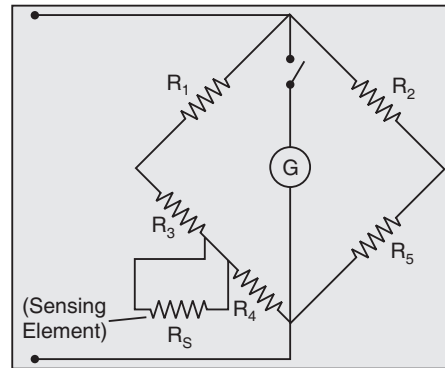 R1
R2
G
R3
R5
(Sensing
Element)
R4
RS